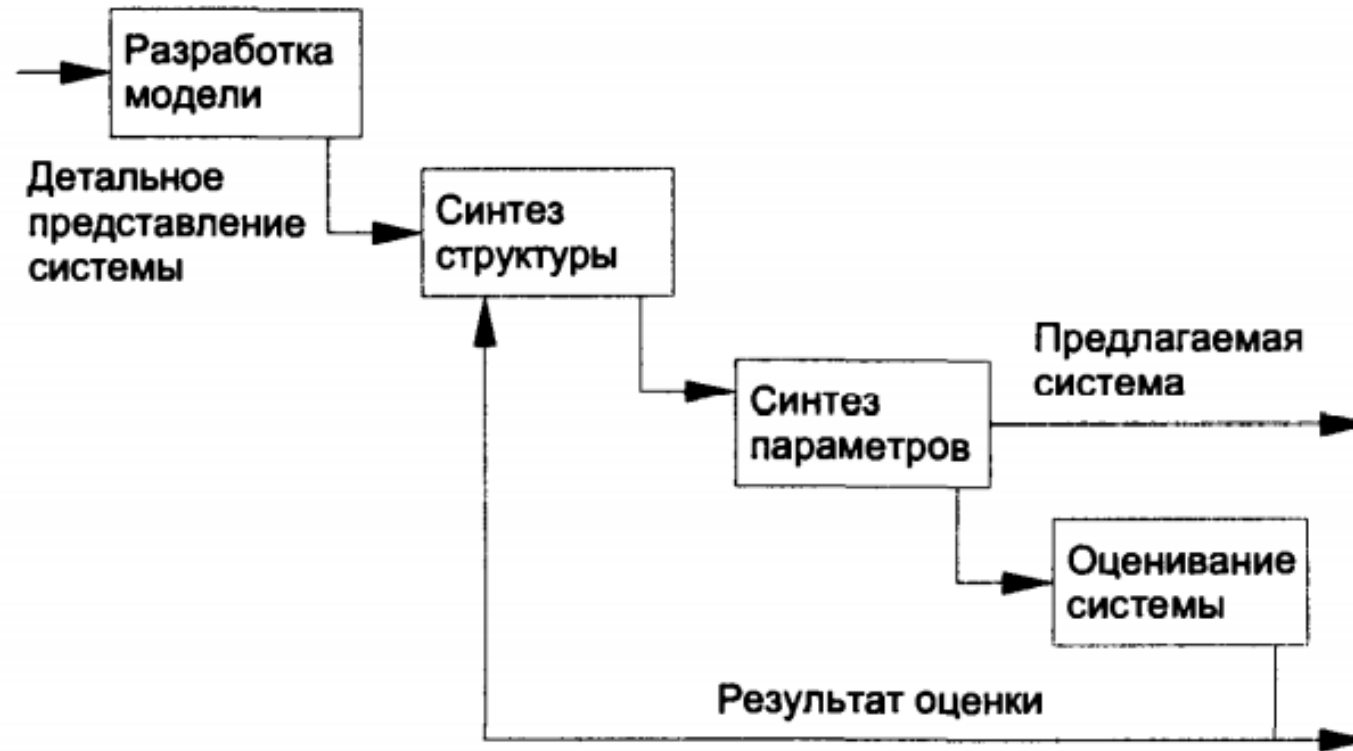 Разработка
модели
Детальное
представление
системы
Синтез
структуры
Предлагаемая
система
Синтез
параметров
Оценивание
системы
Результат оценки